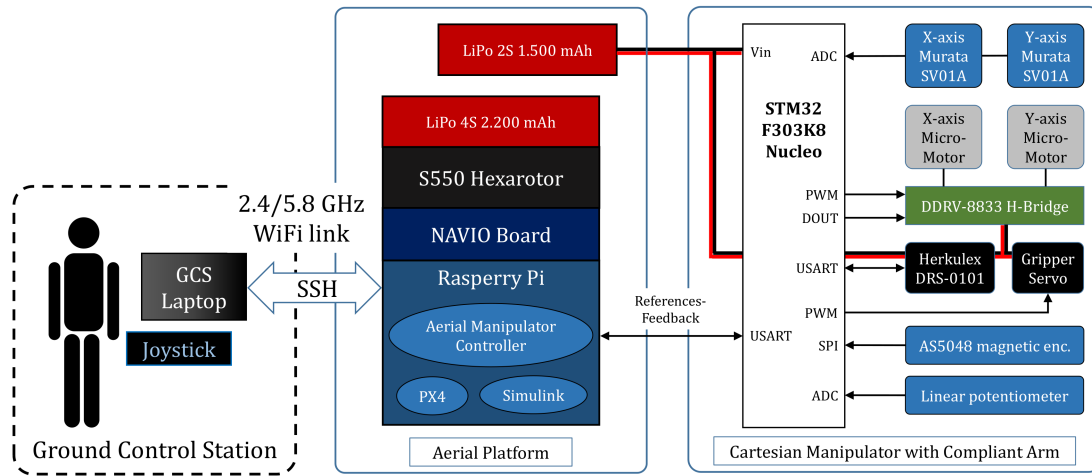 2.4/5.8 GHz
WiFi link
GCS
Laptop
SSH
Joystick
Ground Control Station
LiPo 2S 1.500 mAh
LiPo 4S 2.200 mAh
S550 Hexarotor
NAVIO Board
Rasperry Pi
Aerial Manipulator
Controller
PX4
Simulink
Aerial Platform
References-
Feedback
Vin
ADC
STM32
F303K8
Nucleo
PWM
DOUT
USART
PWM
USART
SPI
ADC
X-axis
Murata
SV01A
Y-axis
Murata
SV01A
X-axis
Micro-
Motor
Y-axis
Micro-
Motor
DDRV-8833 H-Bridge
Herkulex
DRS-0101
Gripper
Servo
AS5048 magnetic enc.
Linear potentiometer
Cartesian Manipulator with Compliant Arm